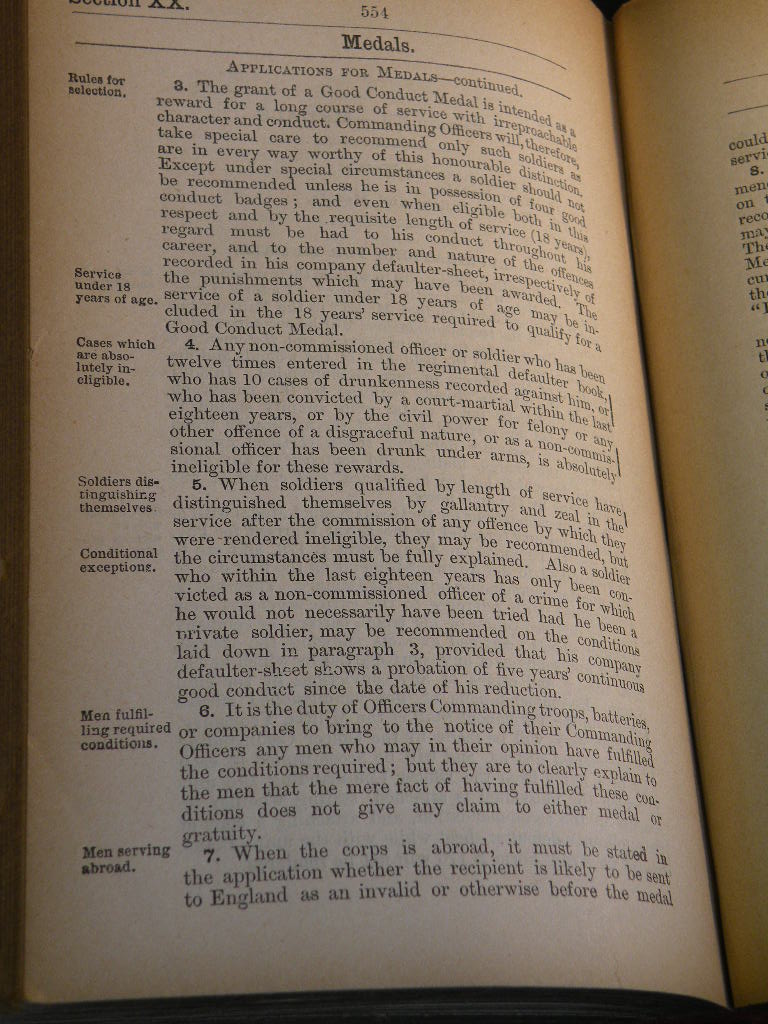 Section XX.
554
Medals.
APPLICATIONS FOR MEDALS—continued.
Rules for
selection.
3. The grant of a Good Conduct Medal is intended as a
reward for a long course of service with irreproachable
character and conduct. Commanding Officers will, therefore,
take special care to recommend only such soldiers as
are in every way worthy of this honourable distinction.
Except under special circumstances a soldier should not
be recommended unless he is in possession of four good
conduct badges; and even when eligible both in this
respect and by the requisite length of service (18 years),
regard must be had to his conduct throughout his
career, and to the number and nature of the offences
recorded in his company defaulter-sheet, irrespectively of
the punishments which may have been awarded. The
Service
under 18
years of age.
service of a soldier under 18 years of age may be in-
cluded in the 18 years' service required to qualify for a
Good Conduct Medal.
Cases which
are abso-
lutely in-
eligible.
4. Any non-commissioned officer or soldier who has been
twelve times entered in the regimental defaulter book,
who has 10 cases of drunkenness recorded against him, or
who has been convicted by a court-martial within the last
eighteen years, or by the civil power for felony or any
other offence of a disgraceful nature, or as a non-commis-
sional officer has been drunk under arms, is absolutely
ineligible for these rewards.
Soldiers dis-
tinguishing
themselves.
5. When soldiers qualified by length of service have
distinguished themselves by gallantry and zeal in the
service after the commission of any offence by which they
were rendered ineligible, they may be recommended, but
Conditional
exceptions.
the circumstances must be fully explained. Also a soldier
who within the last eighteen years has only been con-
victed as a non-commissioned officer of a crime for which
he would not necessarily have been tried had he been a
private soldier, may be recommended on the conditions
laid down in paragraph 3, provided that his company
defaulter-sheet shows a probation of five years' continuous
good conduct since the date of his reduction.
Men fulfil-
ling required
conditions.
6. It is the duty of Officers Commanding troops, batteries,
or companies to bring to the notice of their Commanding
Officers any men who may in their opinion have fulfilled
the conditions required; but they are to clearly explain to
the men that the mere fact of having fulfilled these con-
ditions does not give any claim to either medal or
gratuity.
Men serving
abroad.
7. When the corps is abroad, it must be stated in
the application whether the recipient is likely to be sent
to England as an invalid or otherwise before the medal
could
8.
on
The